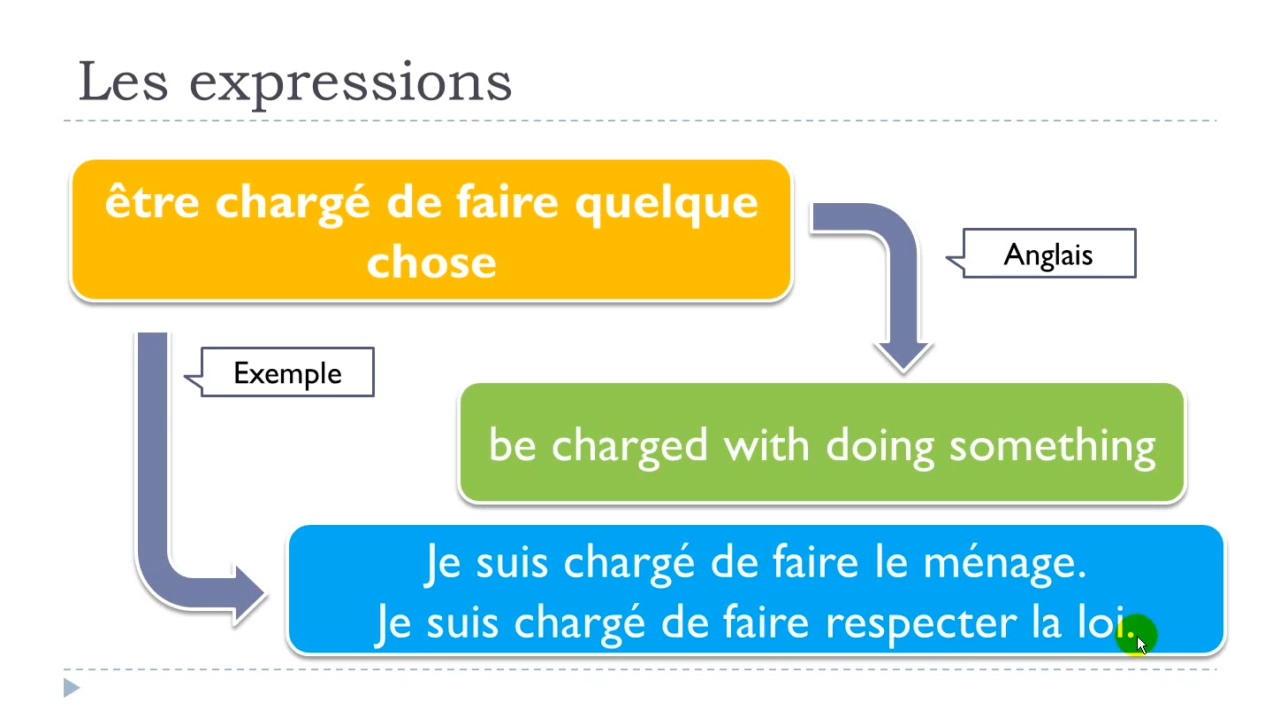 Les expressions
être chargé de faire quelque
chose
Anglais
Exemple
be charged with doing something
Je suis chargé de faire le ménage.
Je suis chargé de faire respecter la loi.